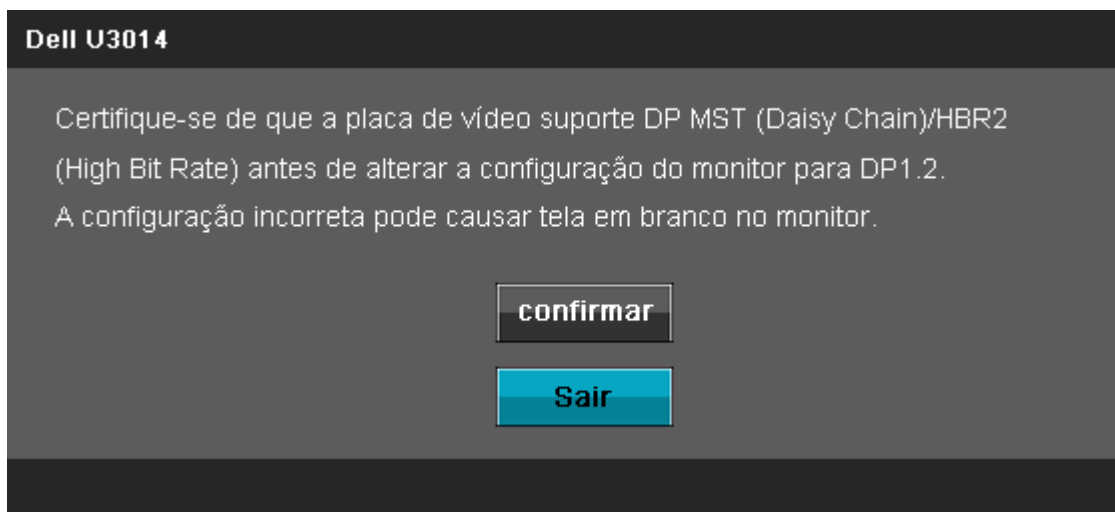 Dell U3014
Certifique-se de que a placa de vídeo suporte DP MST (Daisy Chain)/HBR2
(High Bit Rate) antes de alterar a configuração do monitor para DP1.2.
A configuração incorreta pode causar tela em branco no monitor.
confirmar
Sair